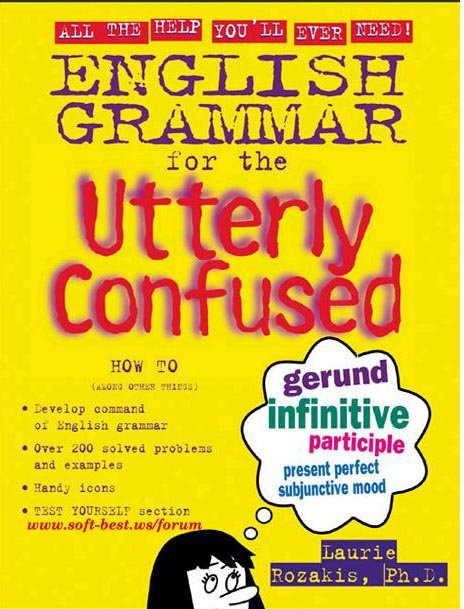 ALL THE HELP YOU'LL EVER NEED!
ENGLISH
GRAMMAR
for the
Utterly
Confused
HOW TO
(AMONG OTHER THINGS)
• Develop command
of English grammar
• Over 200 solved problems
and examples
• Handy icons
• TEST YOURSELF section
www.soft-best.ws/forum
gerund
infinitive
participle
present perfect
subjunctive mood
Laurie
Rozakis, Ph.D.